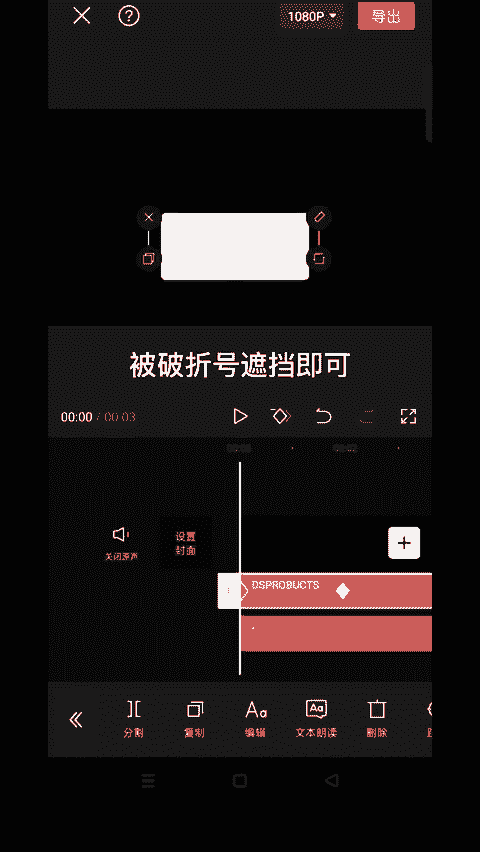 1080P 导出
被破折号遮挡即可
00:00 / 00:03
关闭原声
设置
封面
DSPRODUCTS
分割 复制 编辑 文本朗读 删除